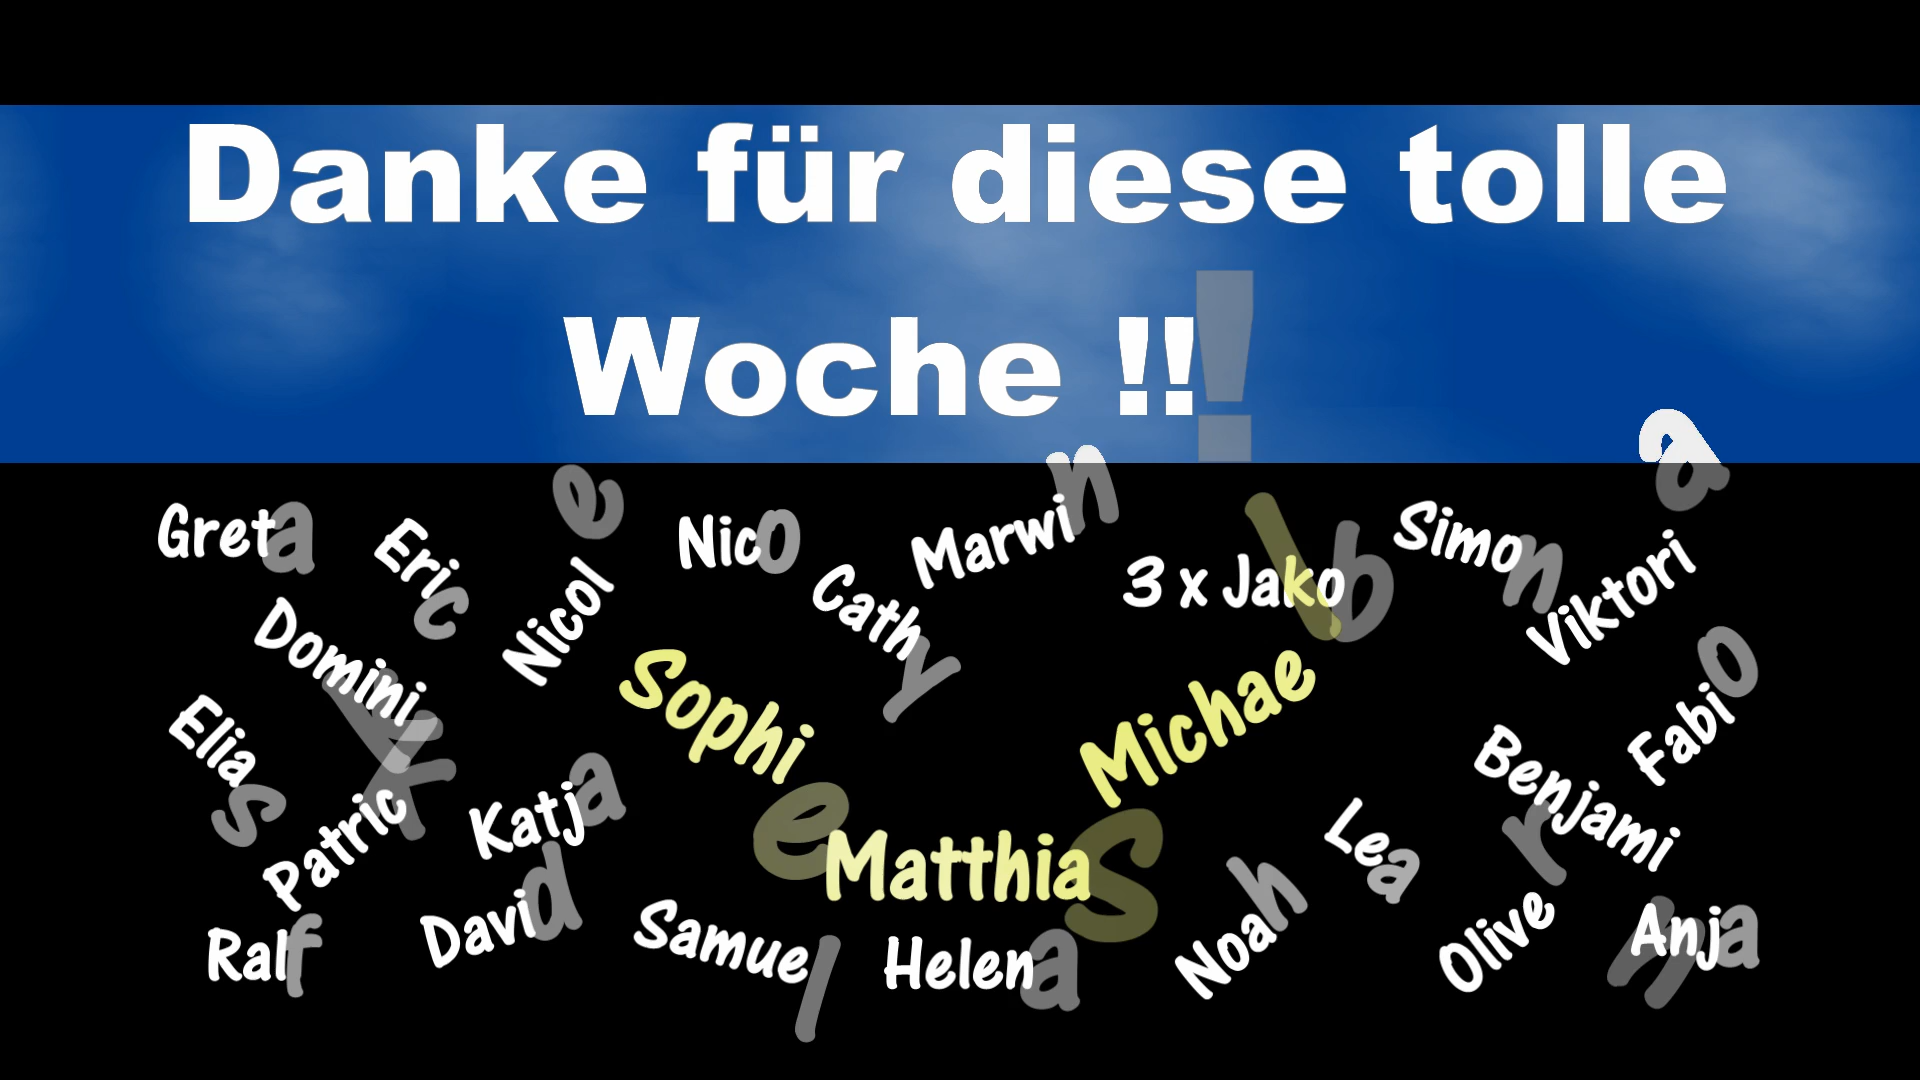 Danke für diese tolle
Woche !!!
Greta
Eric
Nicole
Nico
Cathy
Marwin
3 x Jakob
Simon
Viktoria
Dominik
Sophie
Michael
Fabio
Elias
Patrick
Katja
Matthias
Lea
Benjamin
Ralf
David
Samuel
Helena
Noah
Oliver
Anja